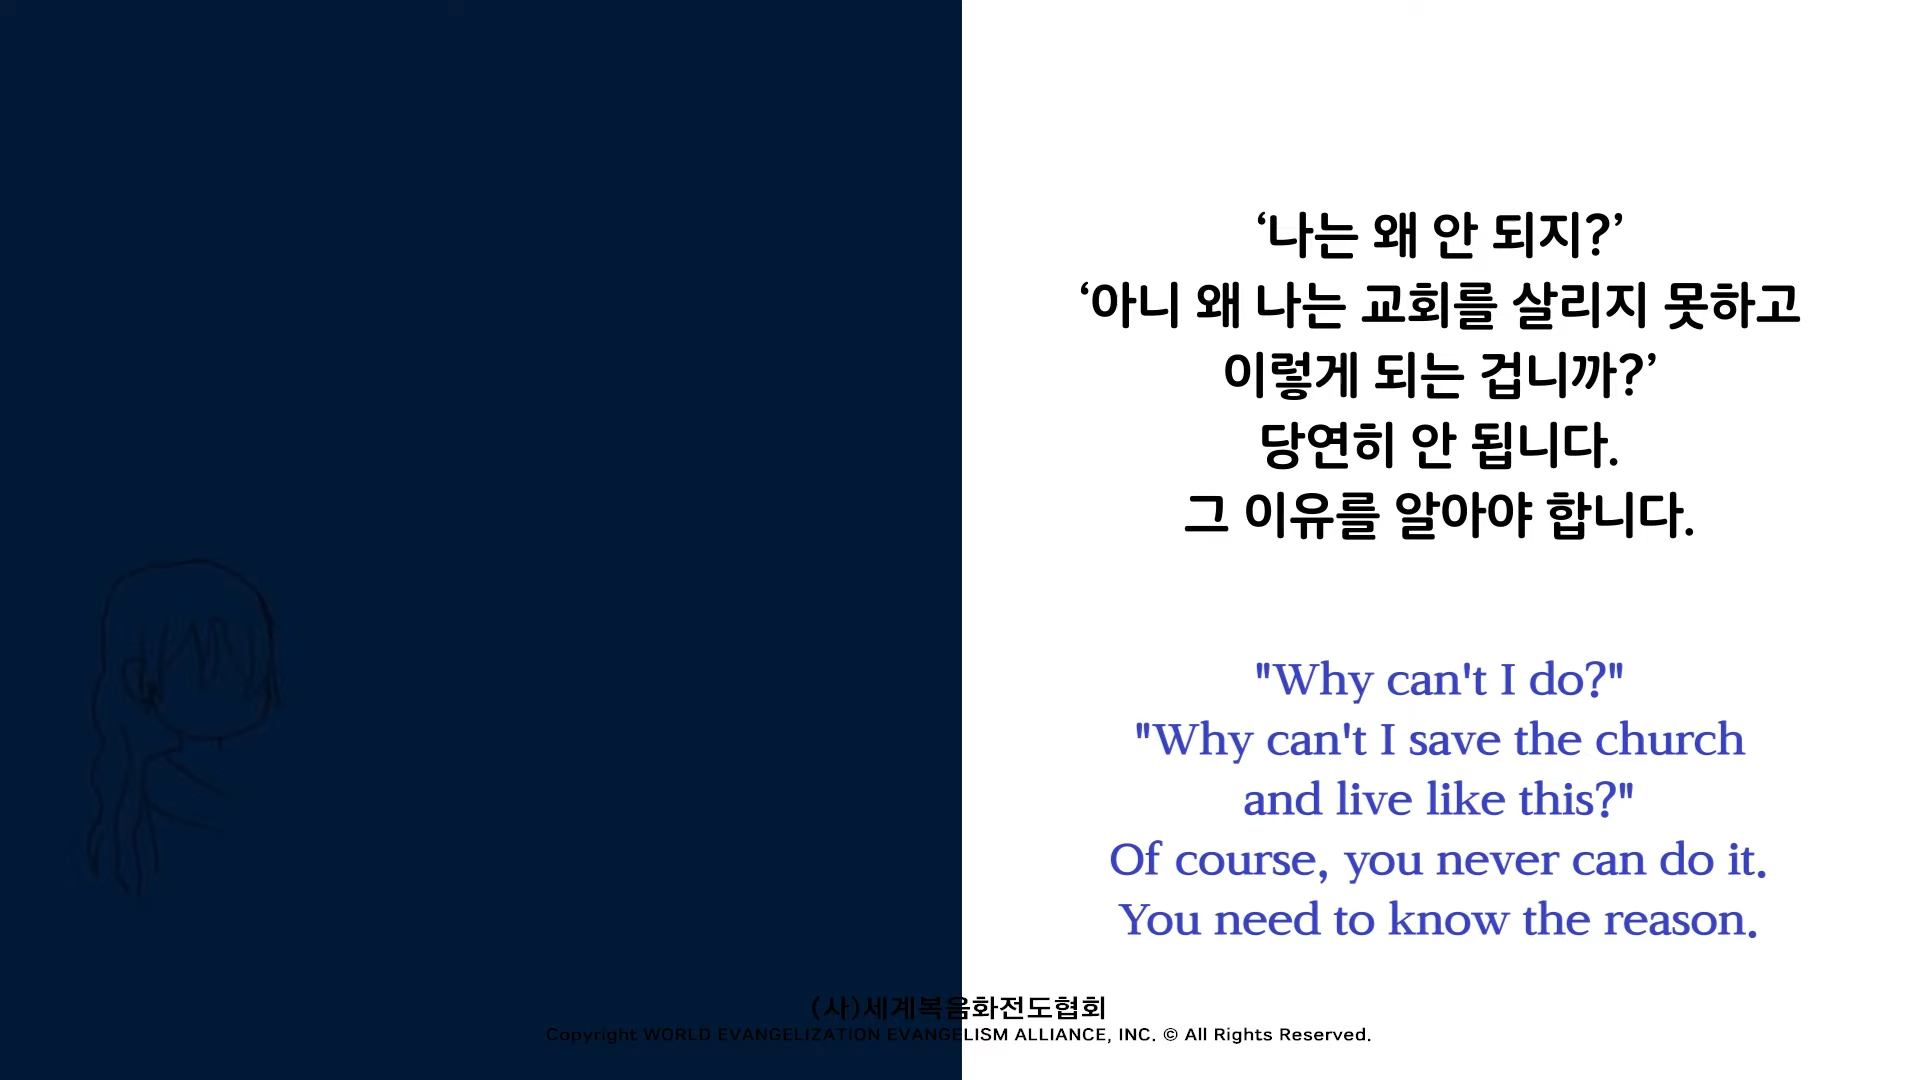 ‘나는 왜 안 되지?’
‘아니 왜 나는 교회를 살리지 못하고
이렇게 되는 겁니까?’
당연히 안 됩니다.
그 이유를 알아야 합니다.
"Why can't I do?"
"Why can't I save the church
and live like this?"
Of course, you never can do it.
You need to know the reason.
(사)세계복음화전도협회
Copyright WORLD EVANGELIZATION EVANGELISM ALLIANCE, INC. © All Rights Reserved.